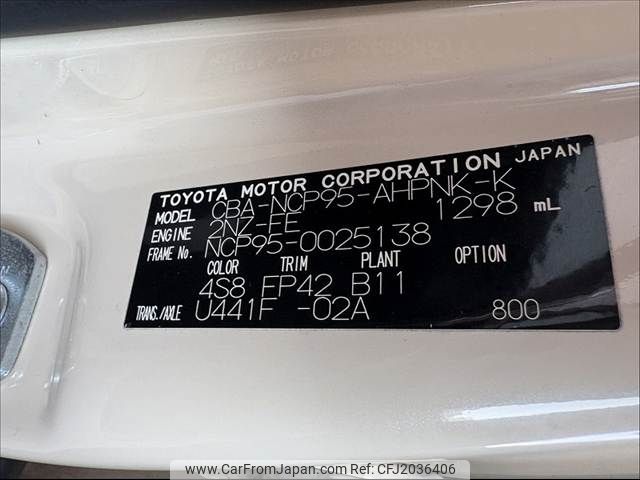 TOYOTA MOTOR CORPORATION JAPAN
MODEL CBA-NCP95-AHPNK-K
ENGINE 2NZ-FE 1298 mL
FRAME No. NCP95-0025138
COLOR TRIM PLANT OPTION
4S8 FP42 B11
TRANS./AXLE U441F -02A 800
www.CarFromJapan.com | Ref No: CFJ2036406